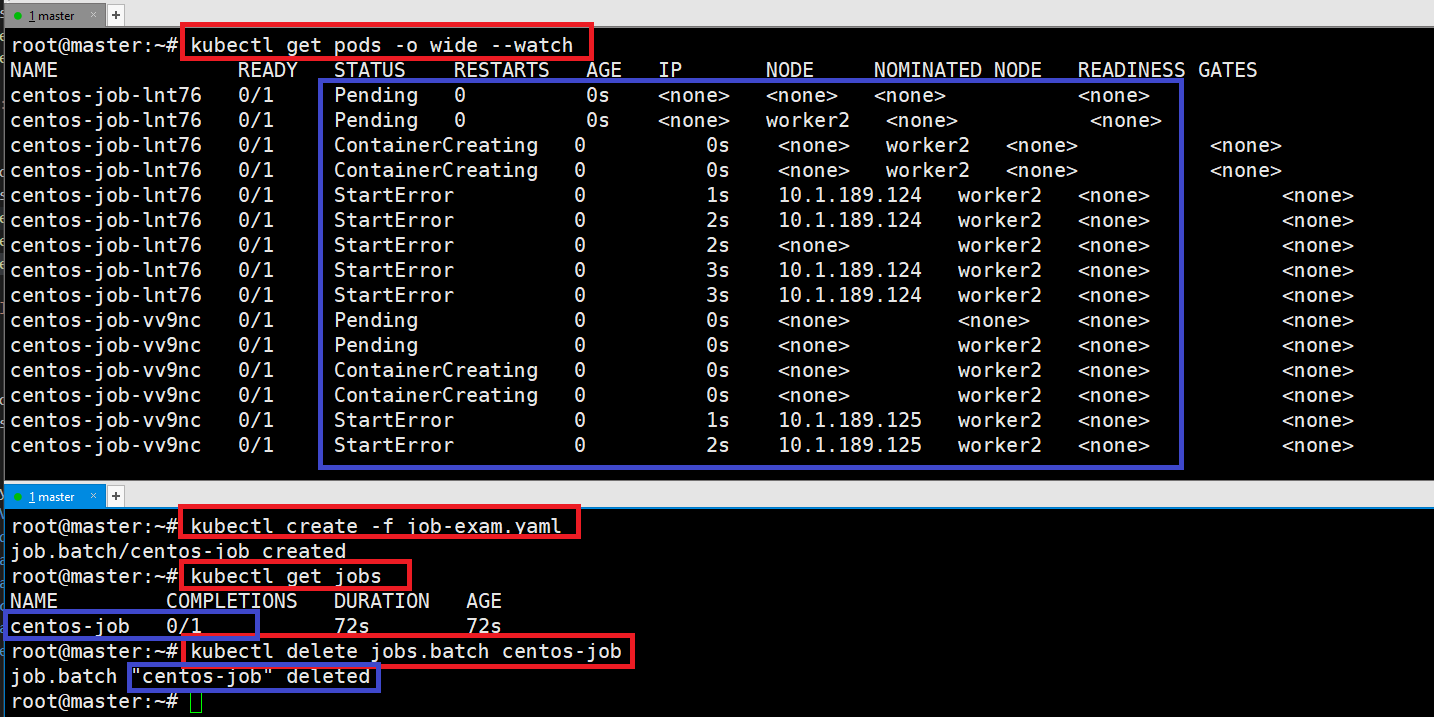 1 master × +
root@master:~# kubectl get pods -o wide --watch
NAME READY STATUS RESTARTS AGE IP NODE NOMINATED NODE READINESS GATES
centos-job-lnt76 0/1 Pending 0 0s <none> <none> <none> <none>
centos-job-lnt76 0/1 Pending 0 0s <none> worker2 <none> <none>
centos-job-lnt76 0/1 ContainerCreating 0 0s <none> worker2 <none> <none>
centos-job-lnt76 0/1 ContainerCreating 0 0s <none> worker2 <none> <none>
centos-job-lnt76 0/1 StartError 0 1s 10.1.189.124 worker2 <none> <none>
centos-job-lnt76 0/1 StartError 0 2s 10.1.189.124 worker2 <none> <none>
centos-job-lnt76 0/1 StartError 0 2s <none> worker2 <none> <none>
centos-job-lnt76 0/1 StartError 0 3s 10.1.189.124 worker2 <none> <none>
centos-job-lnt76 0/1 StartError 0 3s 10.1.189.124 worker2 <none> <none>
centos-job-vv9nc 0/1 Pending 0 0s <none> <none> <none> <none>
centos-job-vv9nc 0/1 Pending 0 0s <none> worker2 <none> <none>
centos-job-vv9nc 0/1 ContainerCreating 0 0s <none> worker2 <none> <none>
centos-job-vv9nc 0/1 ContainerCreating 0 0s <none> worker2 <none> <none>
centos-job-vv9nc 0/1 StartError 0 1s 10.1.189.125 worker2 <none> <none>
centos-job-vv9nc 0/1 StartError 0 2s 10.1.189.125 worker2 <none> <none>
1 master × +
root@master:~# kubectl create -f job-exam.yaml
job.batch/centos-job created
root@master:~# kubectl get jobs
NAME COMPLETIONS DURATION AGE
centos-job 0/1 72s 72s
root@master:~# kubectl delete jobs.batch centos-job
job.batch "centos-job" deleted
root@master:~#